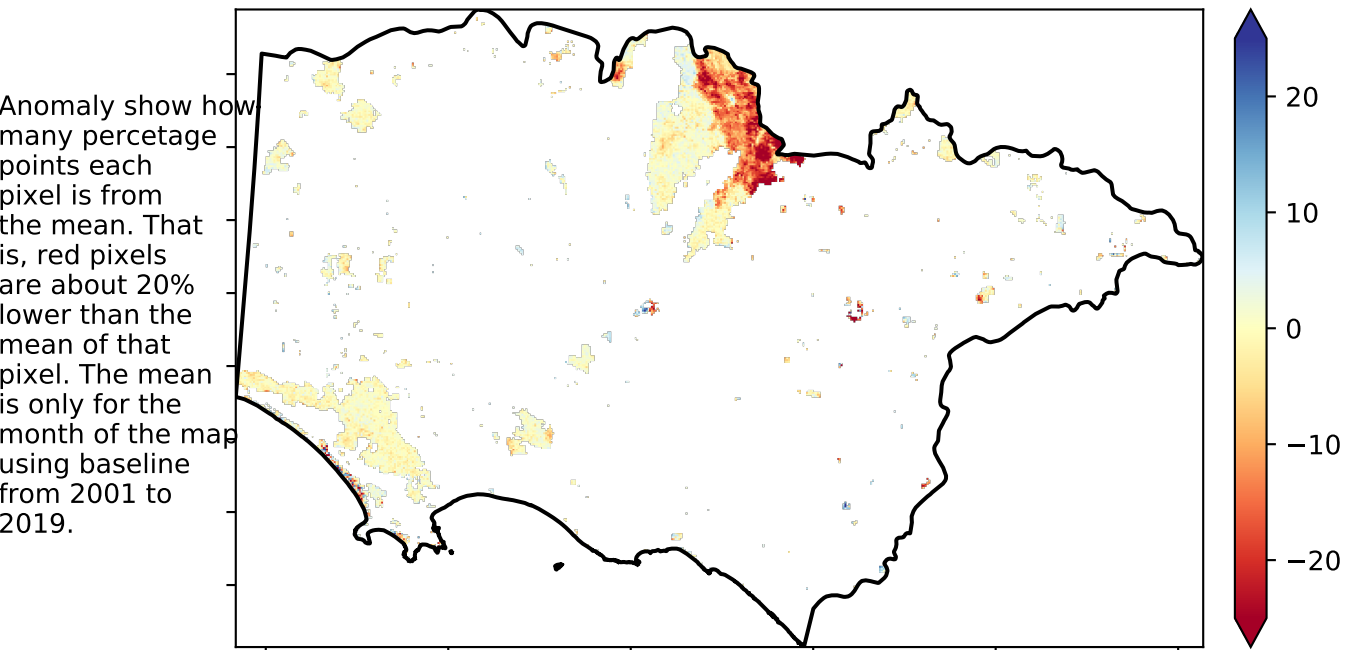 Anomaly show how
many percetage
points each
pixel is from
the mean. That
is, red pixels
are about 20%
lower than the
mean of that
pixel. The mean
is only for the
month of the map
using baseline
from 2001 to
2019.
20
10
0
−10
−20